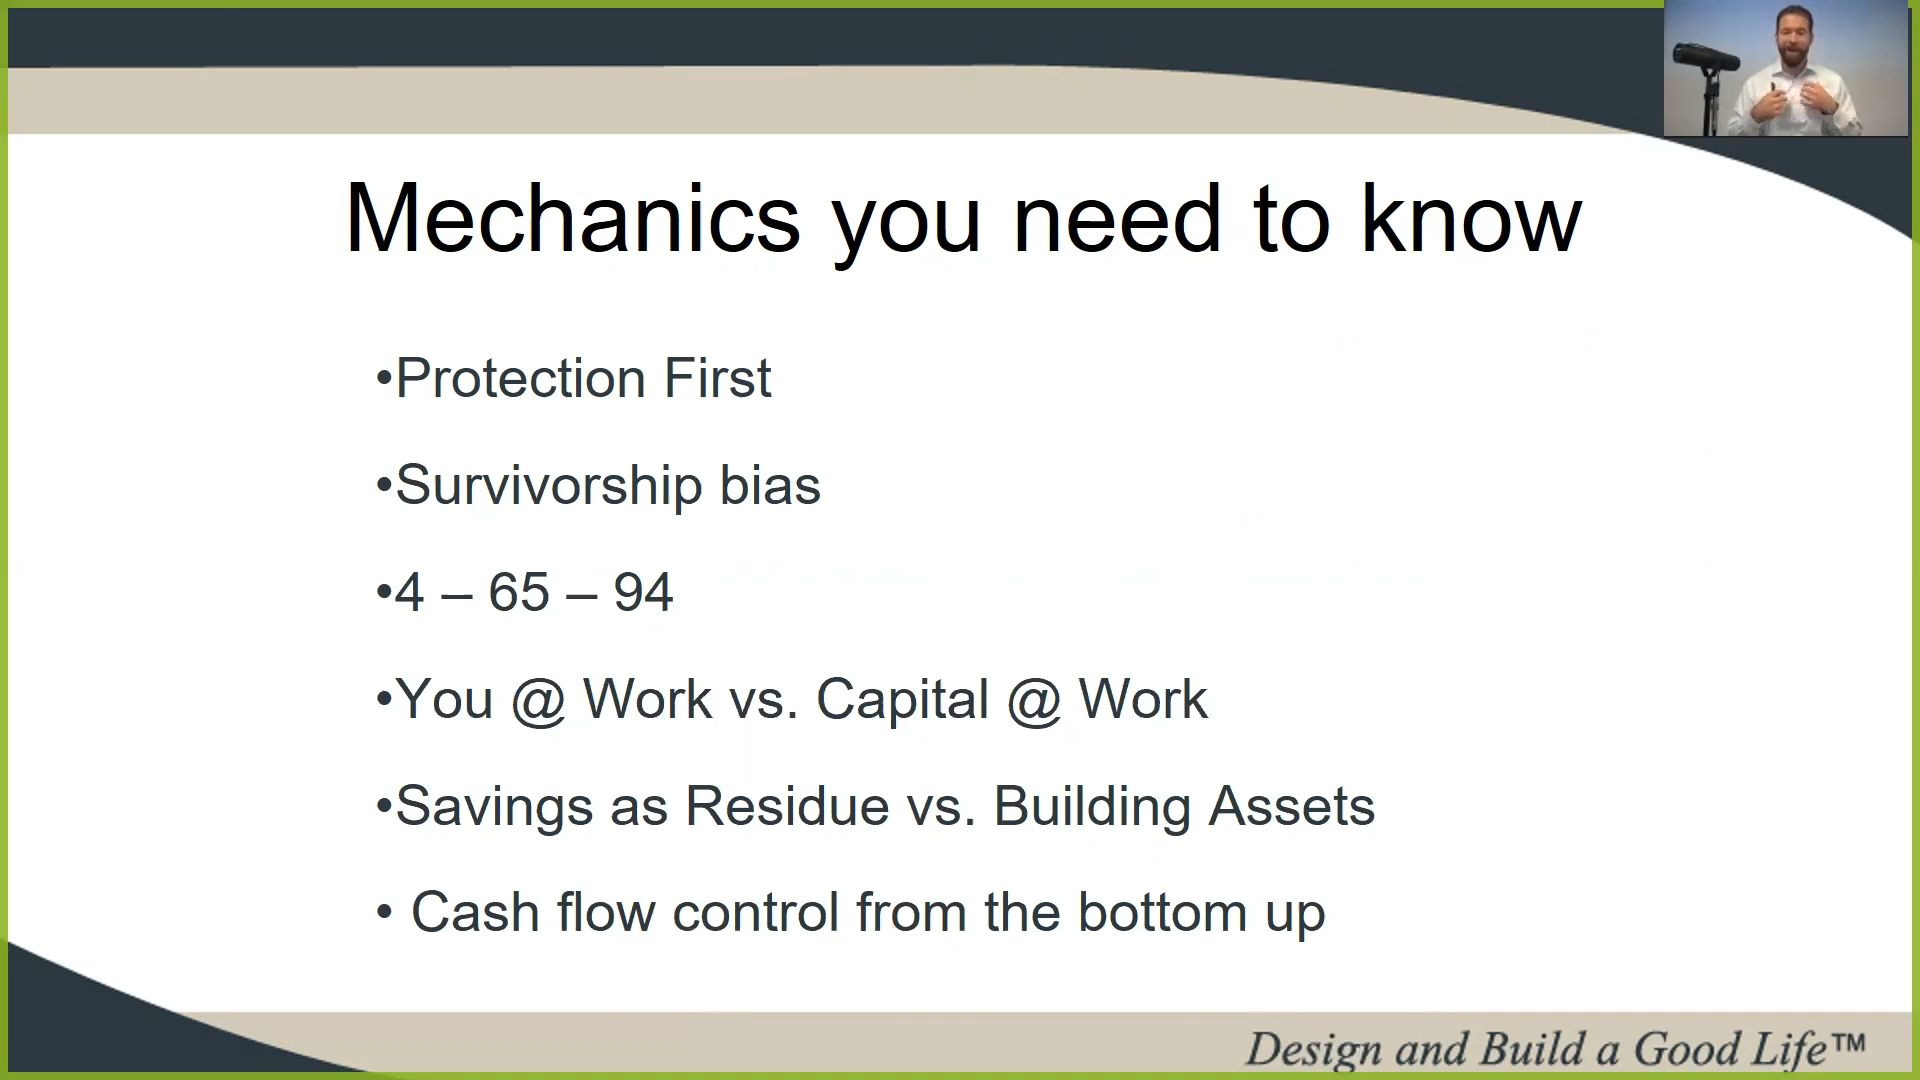 Mechanics you need to know
•Protection First
•Survivorship bias
•4 – 65 – 94
•You @ Work vs. Capital @ Work
•Savings as Residue vs. Building Assets
• Cash flow control from the bottom up
Design and Build a Good Life™